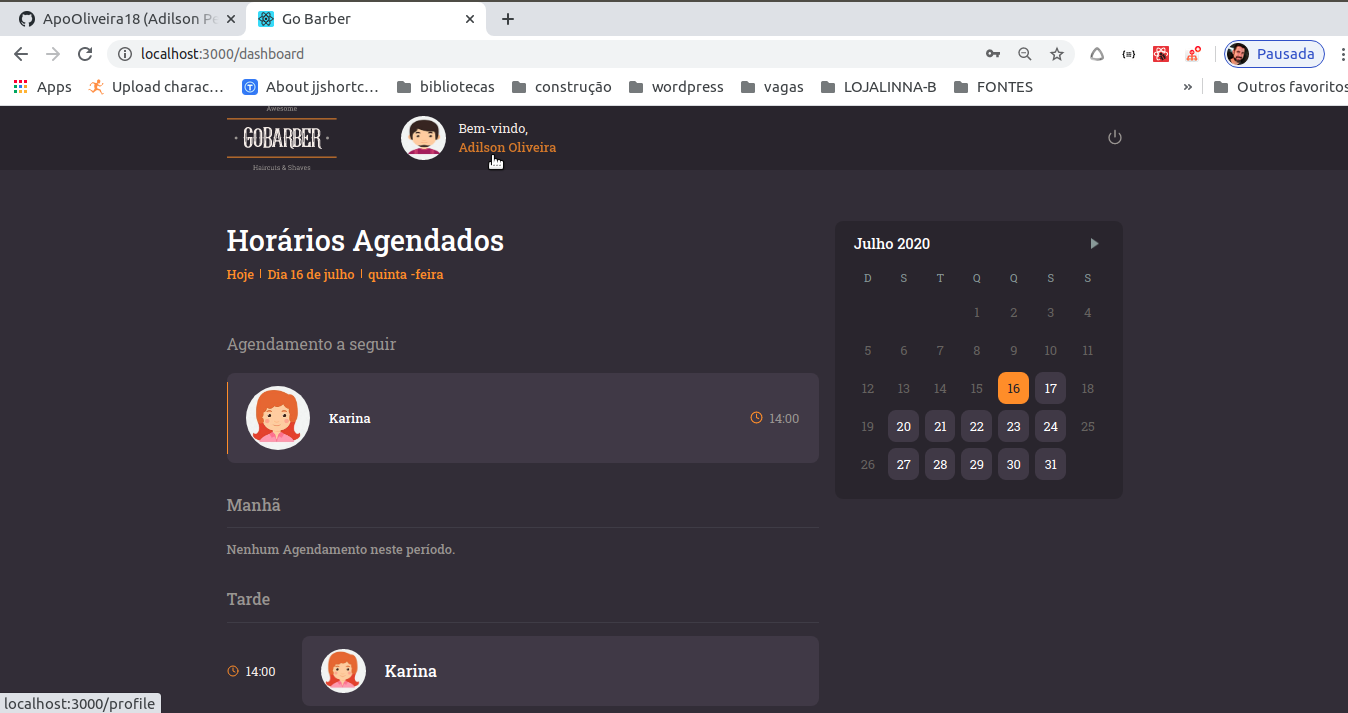 ApoOliveira18 (Adilson Pe
Go Barber
localhost:3000/dashboard
Pausada
Apps
Upload charac…
About jjshortc…
bibliotecas
construção
wordpress
vagas
LOJALINNA-B
FONTES
»
Outros favoritos
Awesome
· GOBARBER ·
Haircuts & Shaves
Bem-vindo,
Adilson Oliveira
Horários Agendados
Hoje | Dia 16 de julho | quinta -feira
Agendamento a seguir
Karina
14:00
Manhã
Nenhum Agendamento neste período.
Tarde
14:00
Karina
Julho 2020
D S T Q Q S S
1 2 3 4
5 6 7 8 9 10 11
12 13 14 15 16 17 18
19 20 21 22 23 24 25
26 27 28 29 30 31
localhost:3000/profile